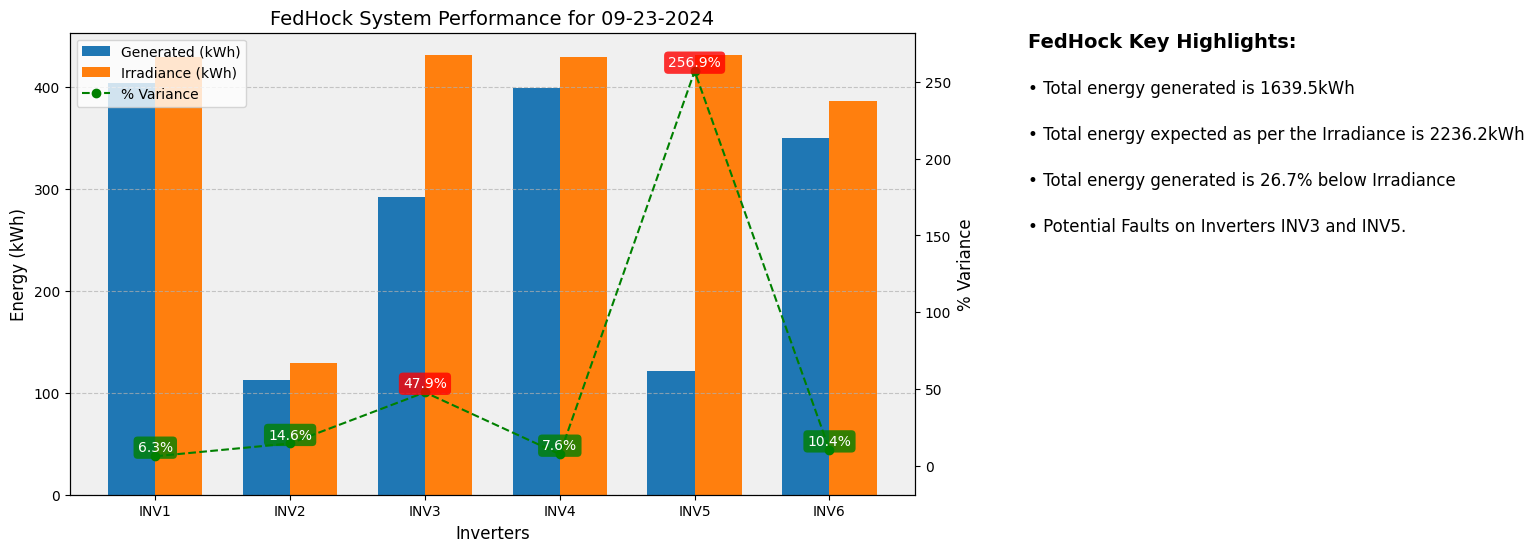 FedHock System Performance for 09-23-2024
Generated (kWh)
Irradiance (kWh)
% Variance
Energy (kWh)
400
300
200
100
0
6.3%
14.6%
47.9%
7.6%
256.9%
10.4%
250
200
150
100
50
0
% Variance
INV1 INV2 INV3 INV4 INV5 INV6
Inverters
FedHock Key Highlights:
• Total energy generated is 1639.5kWh
• Total energy expected as per the Irradiance is 2236.2kWh
• Total energy generated is 26.7% below Irradiance
• Potential Faults on Inverters INV3 and INV5.